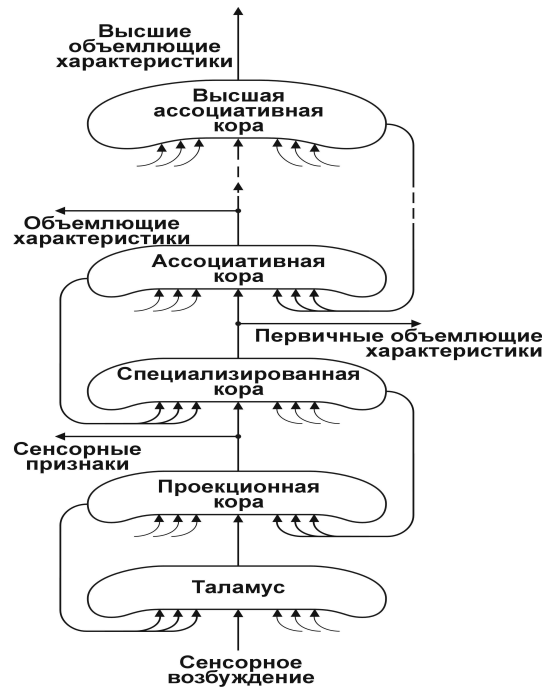 Высшие
объемлющие
характеристики
Высшая
ассоциативная
кора
Объемлющие
характеристики
Ассоциативная
кора
Первичные объемлющие
характеристики
Специализированная
кора
Сенсорные
признаки
Проекционная
кора
Таламус
Сенсорное
возбуждение